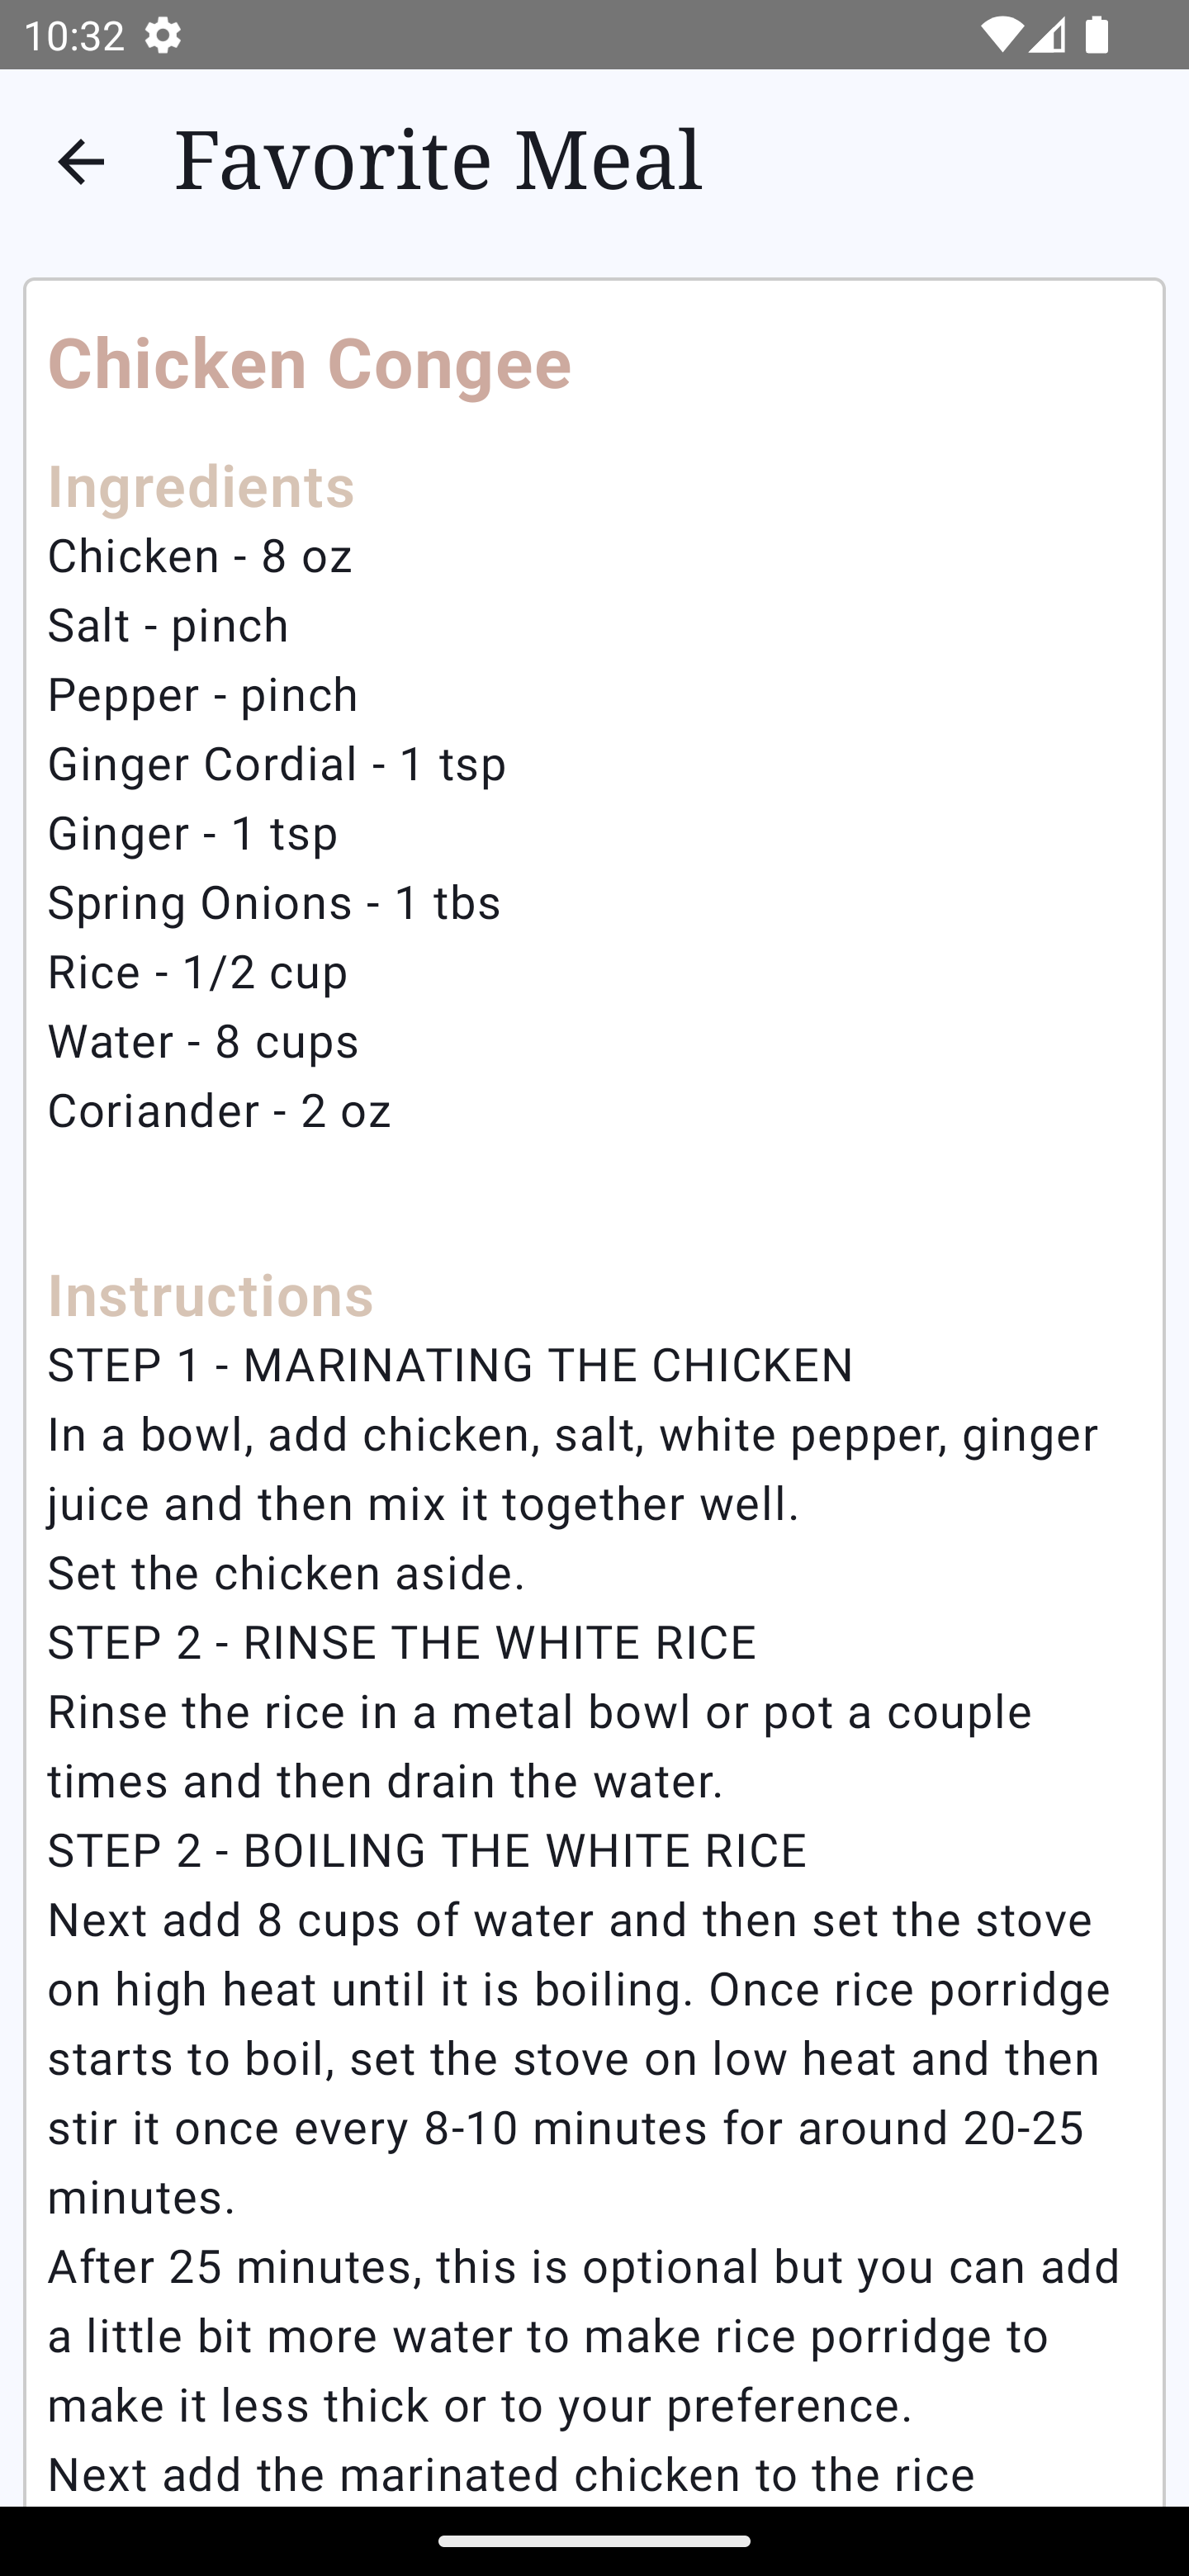 10:32
Favorite Meal
Chicken Congee
Ingredients
Chicken - 8 oz
Salt - pinch
Pepper - pinch
Ginger Cordial - 1 tsp
Ginger - 1 tsp
Spring Onions - 1 tbs
Rice - 1/2 cup
Water - 8 cups
Coriander - 2 oz
Instructions
STEP 1 - MARINATING THE CHICKEN
In a bowl, add chicken, salt, white pepper, ginger
juice and then mix it together well.
Set the chicken aside.
STEP 2 - RINSE THE WHITE RICE
Rinse the rice in a metal bowl or pot a couple
times and then drain the water.
STEP 2 - BOILING THE WHITE RICE
Next add 8 cups of water and then set the stove
on high heat until it is boiling. Once rice porridge
starts to boil, set the stove on low heat and then
stir it once every 8-10 minutes for around 20-25
minutes.
After 25 minutes, this is optional but you can add
a little bit more water to make rice porridge to
make it less thick or to your preference.
Next add the marinated chicken to the rice